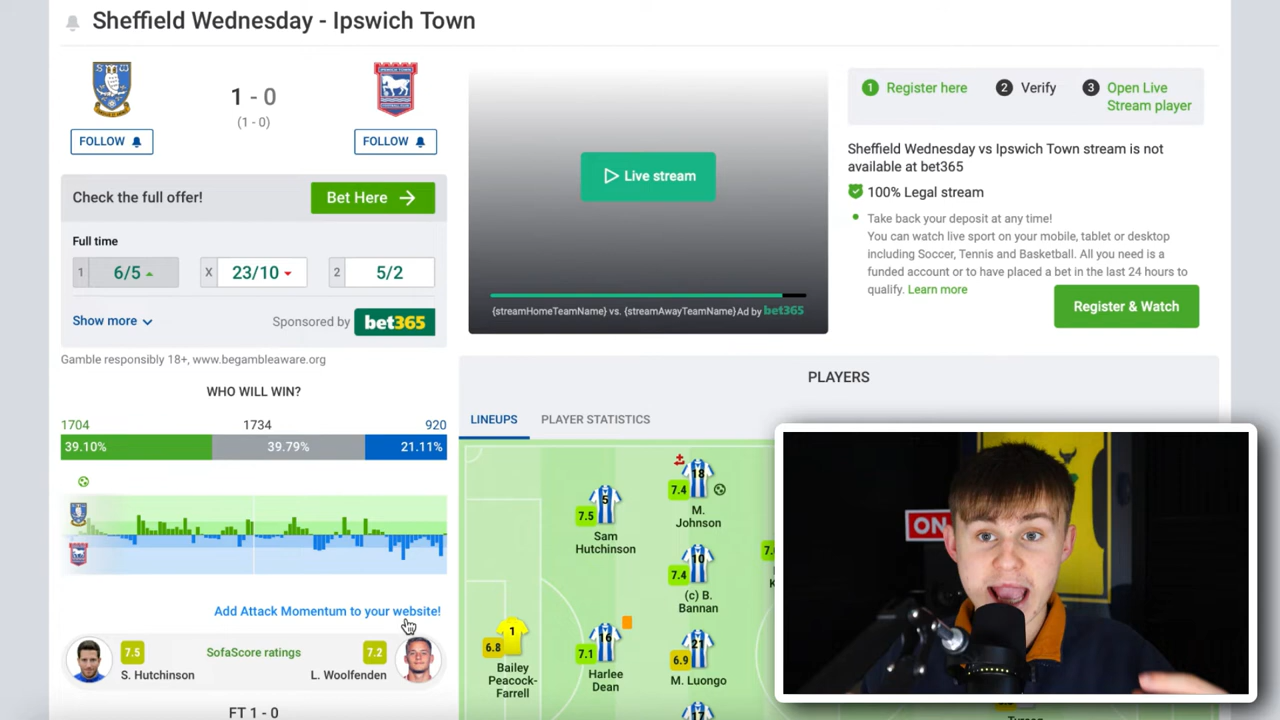 Sheffield Wednesday - Ipswich Town
1 - 0
(1 - 0)
FOLLOW
FOLLOW
Check the full offer!
Bet Here
Full time
1 6/5
X 23/10
2 5/2
Show more
Sponsored by bet365
Gamble responsibly 18+, www.begambleaware.org
WHO WILL WIN?
1704 1734 920
39.10% 39.79% 21.11%
Add Attack Momentum to your website!
7.5 SofaScore ratings 7.2
S. Hutchinson L. Woolfenden
FT 1 - 0
Live stream
{streamHomeTeamName} vs. {streamAwayTeamName} Ad by bet365
1 Register here
2 Verify
3 Open Live
Stream player
Sheffield Wednesday vs Ipswich Town stream is not
available at bet365
100% Legal stream
Take back your deposit at any time!
You can watch live sport on your mobile, tablet or desktop
including Soccer, Tennis and Basketball. All you need is a
funded account or to have placed a bet in the last 24 hours to
qualify. Learn more
Register & Watch
PLAYERS
LINEUPS PLAYER STATISTICS
18
7.4
M.
Johnson
5
7.5
Sam
Hutchinson
10
7.4
(c) B.
Bannan
1
6.8
Bailey
Peacock-
Farrell
16
7.1
Harlee
Dean
21
6.9
M. Luongo
17
ON